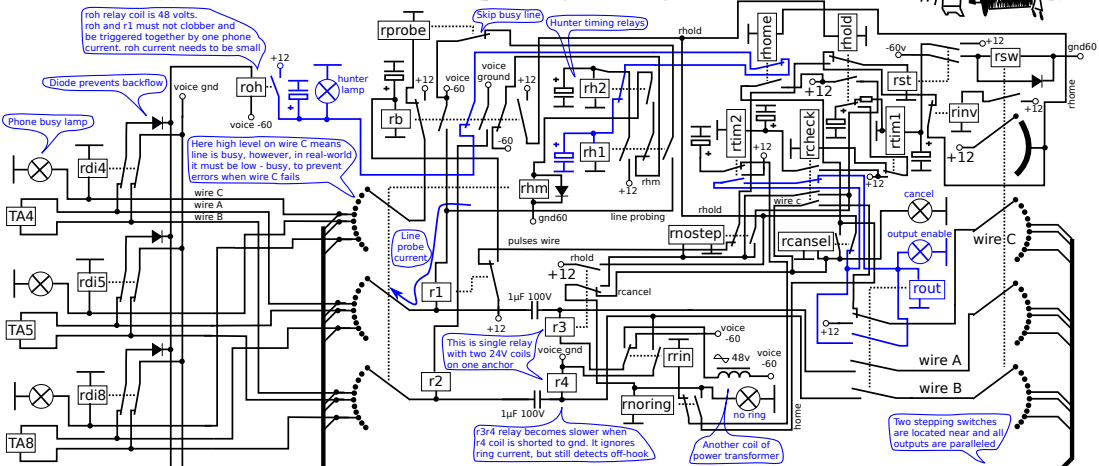 roh relay coil is 48 volts.
roh and r1 must not clobber and
be triggered together by one phone
current. roh current needs to be small
Skip busy line
Hunter timing relays
rprobe
rhold
rhome
rhold
-60v
+12
rsw
gnd60
+12
Diode prevents backflow
roh
hunter
lamp
voice gnd
voice -60
+12
voice
-60
voice
ground
+12
rh2
+12
rst
rinv
+12
rhome
Phone busy lamp
rb
-60
rh1
rtim2
rcheck
rtim1
+12
+12
+12
Here high level on wire C means
line is busy, however, in real-world
it must be low - busy, to prevent
errors when wire C fails
rdi4
TA4
wire C
wire A
wire B
rhm
+12
rhm
gnd60
line probing
rhold
wire c
cancel
rnostep
rcansel
output enable
wire C
Line
probe
current
pulses wire
rhold
+12
rcancel
rdi5
TA5
r1
+12
1µF 100V
r3
voice gnd
rout
+12
This is single relay
with two 24V coils
on one anchor
voice
-60
48v
voice
-60
rrin
wire A
wire B
rdi8
TA8
r2
r4
1µF 100V
rnoring
no ring
home
r3r4 relay becomes slower when
r4 coil is shorted to gnd. It ignores
ring current, but still detects off-hook
Another coil of
power transformer
Two stepping switches
are located near and all
outputs are paralleled